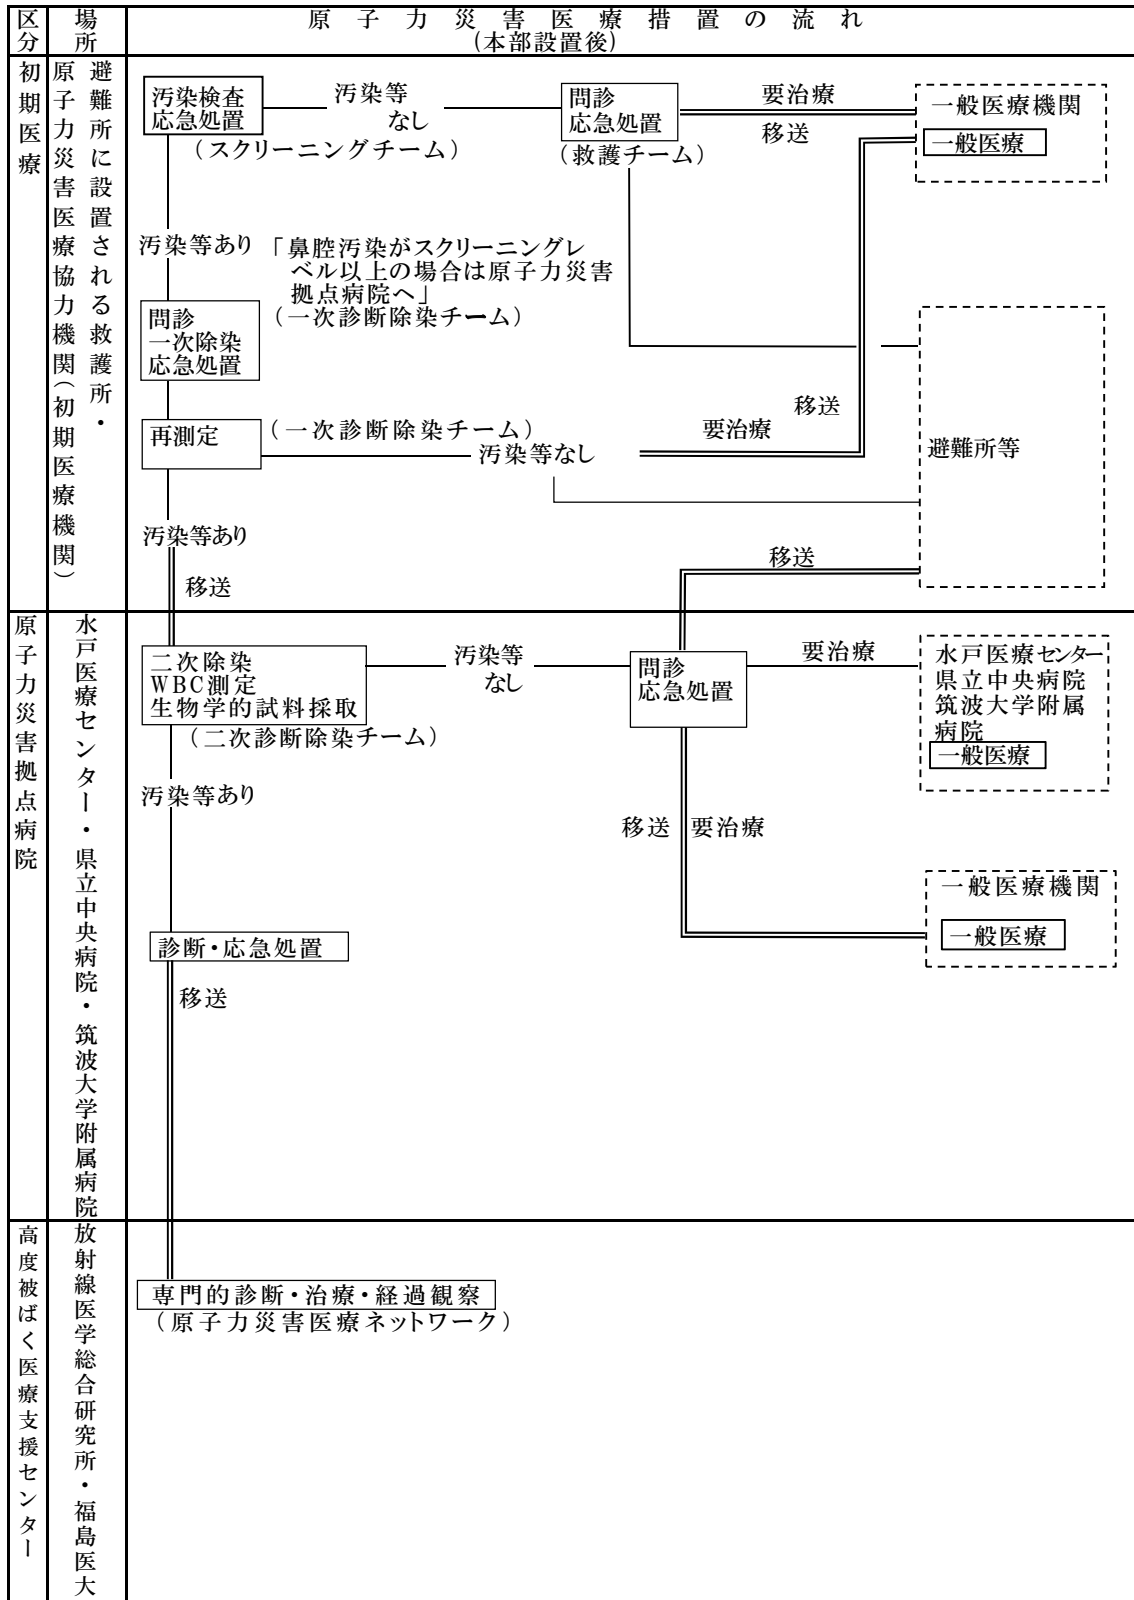 区分
場所
原子力災害医療措置の流れ
(本部設置後)
初期医療
避難所に設置される救護所・
原子力災害医療協力機関(初期医療機関)
汚染検査
応急処置
(スクリーニングチーム)
汚染等
なし
問診
応急処置
(救護チーム)
要治療
移送
一般医療機関
一般医療
汚染等あり
「鼻腔汚染がスクリーニングレ
ベル以上の場合は原子力災害
拠点病院へ」
(一次診断除染チーム)
問診
一次除染
応急処置
再測定
(一次診断除染チーム)
汚染等なし
要治療
移送
避難所等
汚染等あり
移送
移送
原子力災害拠点病院
水戸医療センター・県立中央病院・筑波大学附属病院
二次除染
WBC測定
生物学的試料採取
(二次診断除染チーム)
汚染等
なし
問診
応急処置
要治療
水戸医療センター
県立中央病院
筑波大学附属
病院
一般医療
汚染等あり
移送
要治療
一般医療機関
一般医療
診断・応急処置
移送
高度被ばく医療支援センター
放射線医学総合研究所・福島医大
専門的診断・治療・経過観察
(原子力災害医療ネットワーク)